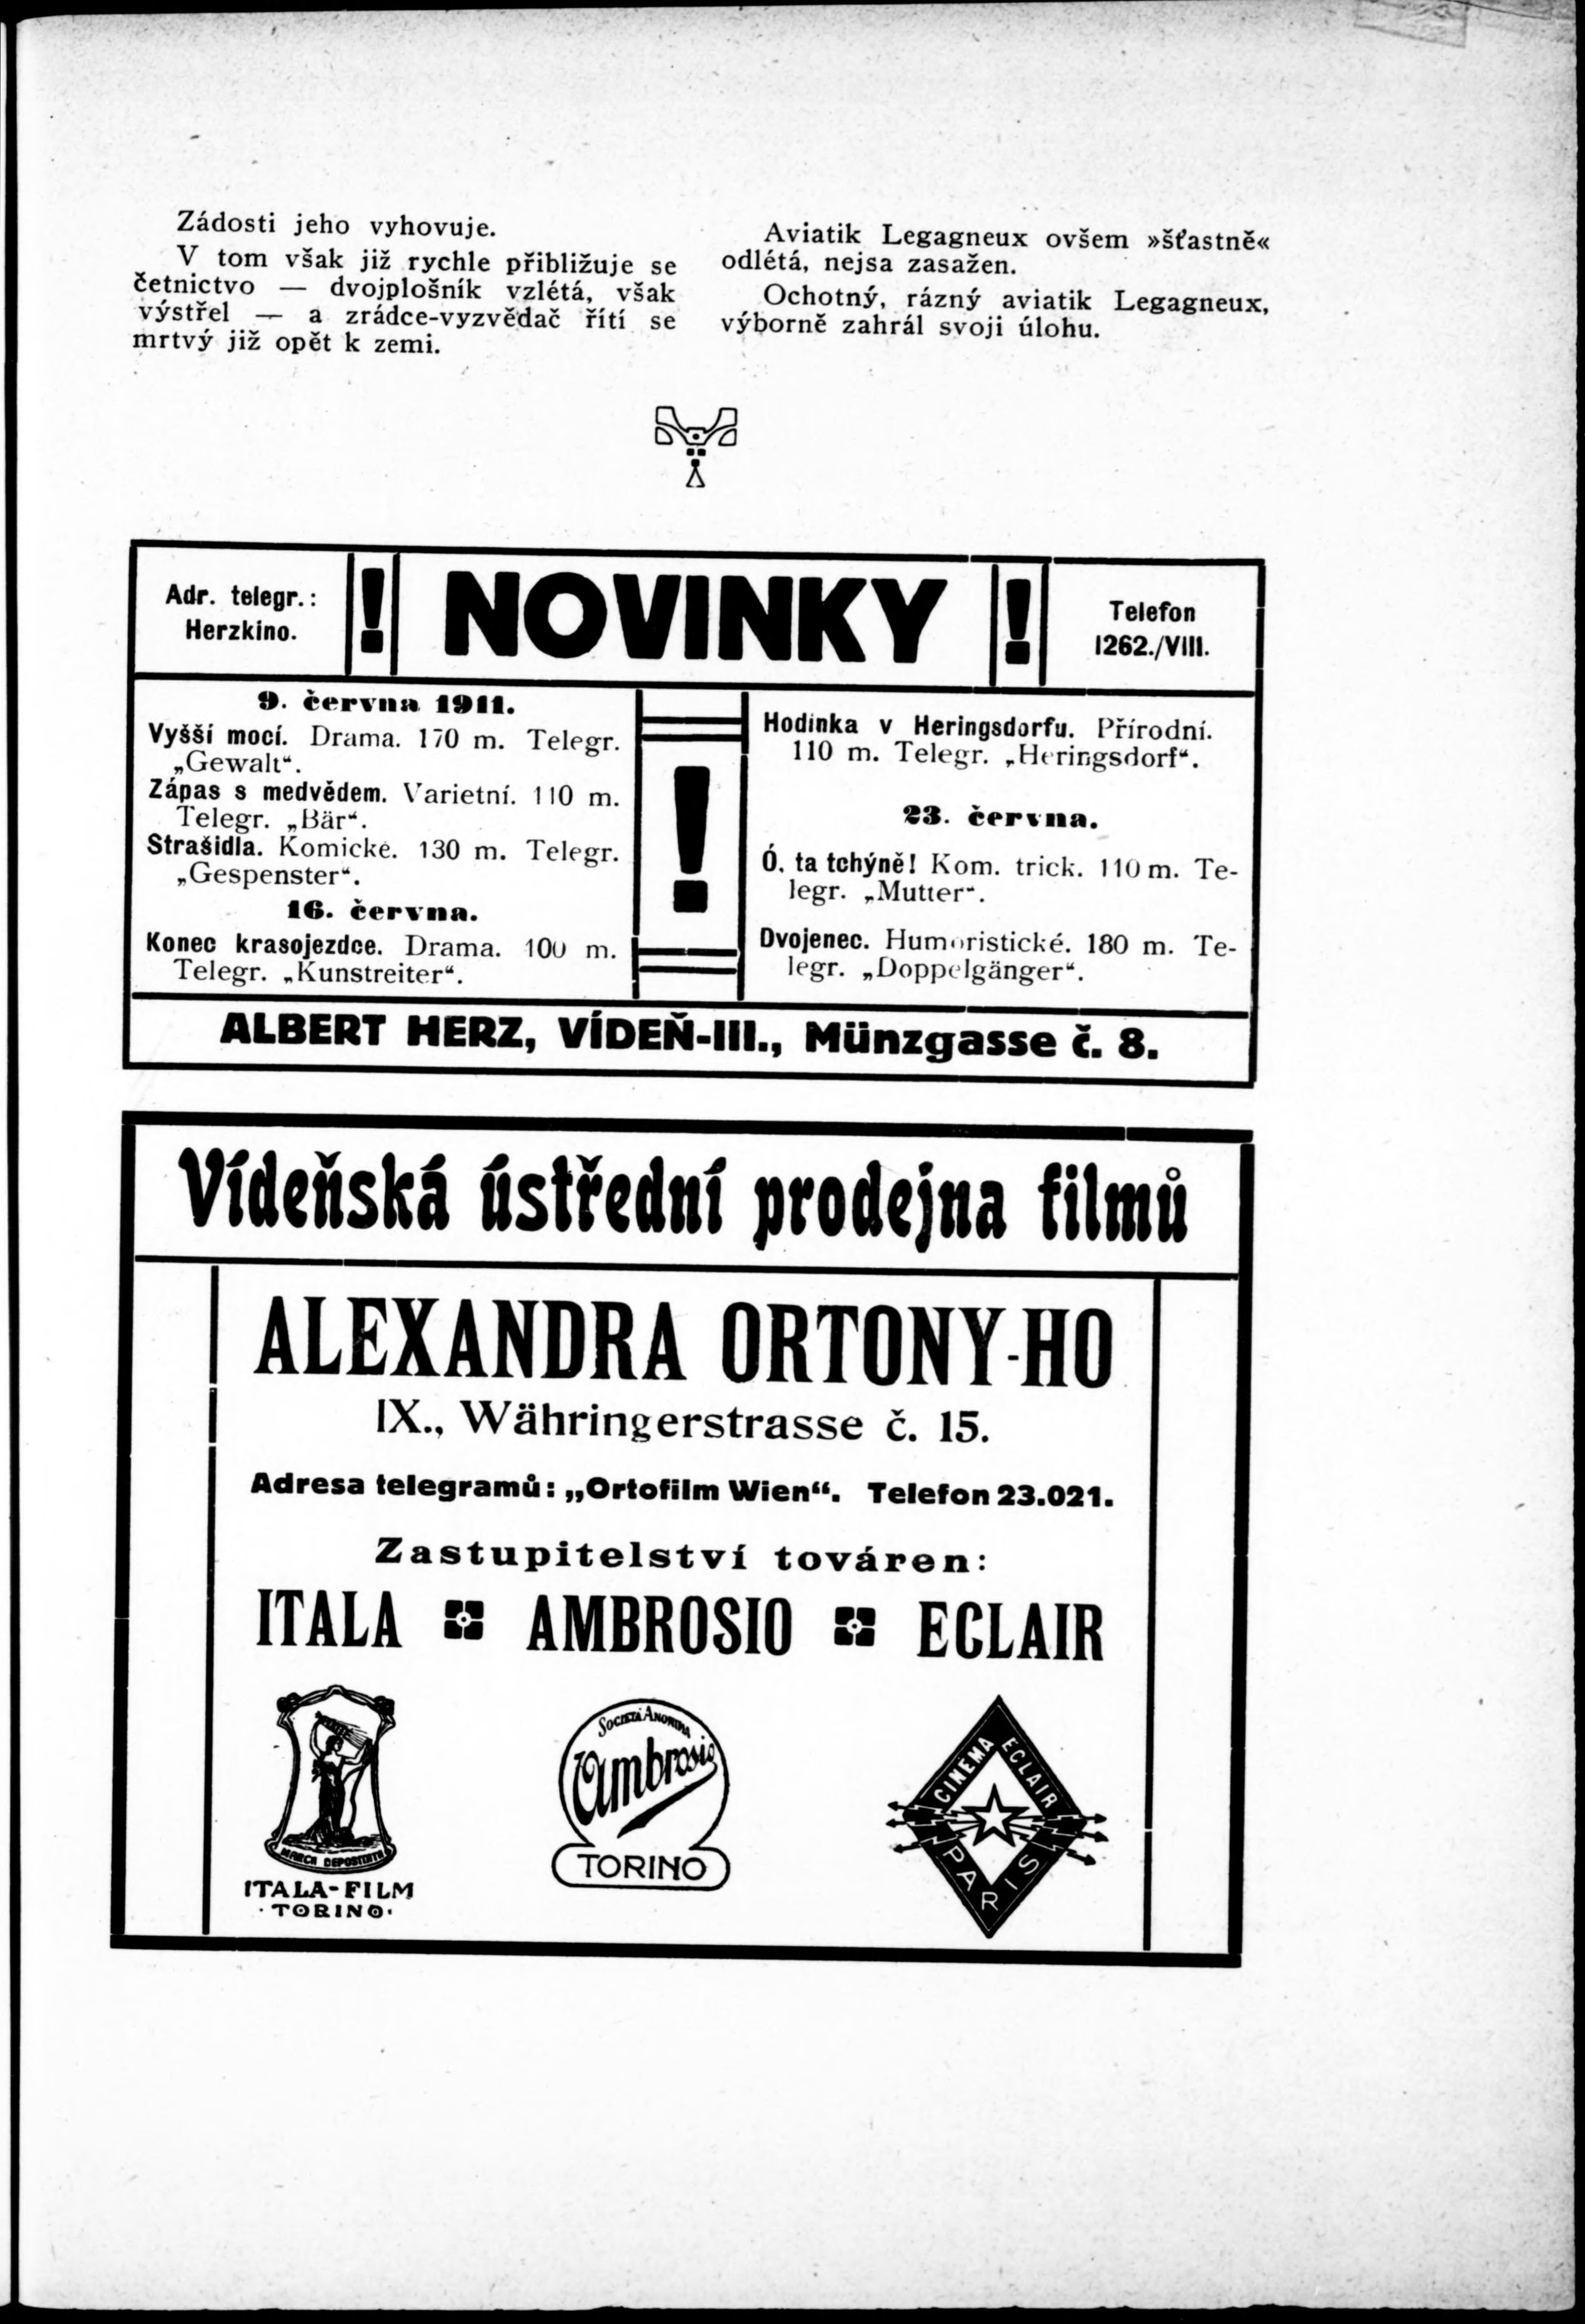 Zádosti jeho vyhovuje.
V tom však již rychle přibližuje se
četnictvo — dvojplošník vzlétá, však
výstřel — a zrádce-vyzvědač řítí se
mrtvý již opět k zemi.
Aviatik Legagneux ovšem »šťastně«
odlétá, nejsa zasažen.
Ochotný, rázný aviatik Legagneux,
výborně zahrál svoji úlohu.
Adr. telegr.:
Herzkino.
! NOVINKY !
Telefon
1262./VIII.
9. června 1911.
Vyšší mocí. Drama. 170 m. Telegr.
„Gewalt“.
Zápas s medvědem. Varietní. 110 m.
Telegr. „Bär“.
Strašidla. Komické. 130 m. Telegr.
„Gespenster“.
16. června.
Konec krasojezdce. Drama. 100 m.
Telegr. „Kunstreiter“.
!
Hodinka v Heringsdorfu. Přírodní.
110 m. Telegr. „Heringsdorf“.
23. června.
Ó, ta tchýně! Kom. trick. 110 m. Te-
legr. „Mutter“.
Dvojenec. Humoristické. 180 m. Te-
legr. „Doppelgänger“.
ALBERT HERZ, VÍDEŇ-III., Münzgasse č. 8.
Vídeňská ústřední prodejna filmů
ALEXANDRA ORTONY-HO
IX., Währingerstrasse č. 15.
Adresa telegramů: „Ortofilm Wien“. Telefon 23.021.
Zastupitelství továren:
ITALA AMBROSIO ECLAIR
MARCA DEPOSITATA
ITALA-FILM
·TORINO·
SOCIETÀ ANONIMA
Ambrosio
TORINO
CINEMA ECLAIR
PARIS